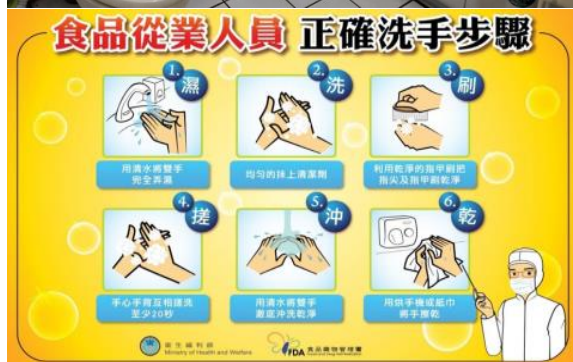 食品從業人員 正確洗手步驟
1. 濕
用清水將雙手
完全弄濕
2. 洗
均勻的抹上清潔劑
3. 刷
利用乾淨的指甲刷把
指尖及指甲刷乾淨
4. 搓
手心手背互相搓洗
至少20秒
5. 沖
用清水將雙手
澈底沖洗乾淨
6. 乾
用烘手機或紙巾
將手擦乾
衛生福利部
Ministry of Health and Welfare
FDA 食品藥物管理署